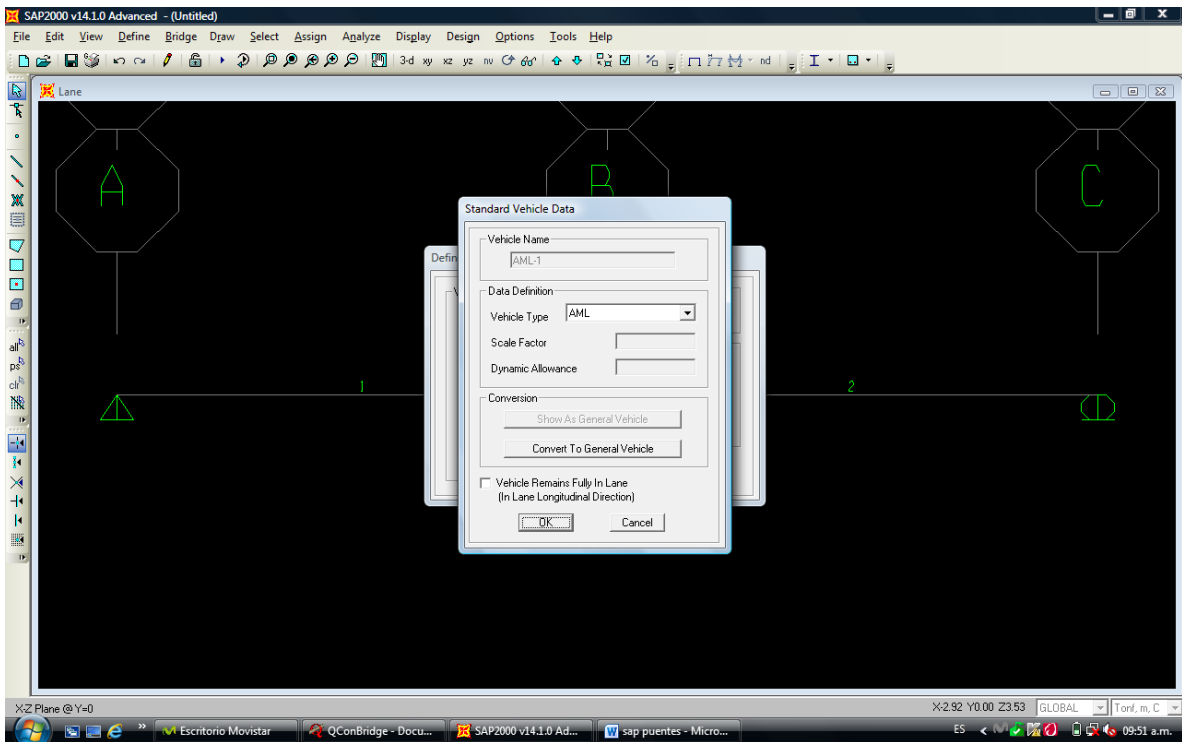 SAP2000 v14.1.0 Advanced - (Untitled)
File Edit View Define Bridge Draw Select Assign Analyze Display Design Options Tools Help
3-d xy xz yz nv nd
Lane
A B C
Standard Vehicle Data
Vehicle Name
AML-1
Defin
Data Definition
Vehicle Type AML
Scale Factor
Dynamic Allowance
Conversion
Show As General Vehicle
Convert To General Vehicle
Vehicle Remains Fully In Lane
(In Lane Longitudinal Direction)
OK Cancel
1 2
all
ps
clr
X-Z Plane @ Y=0
X-2.92 Y0.00 Z3.53 GLOBAL Tonf, m, C
Escritorio Movistar QConBridge - Docu... SAP2000 v14.1.0 Ad... sap puentes - Micro... ES 09:51 a.m.